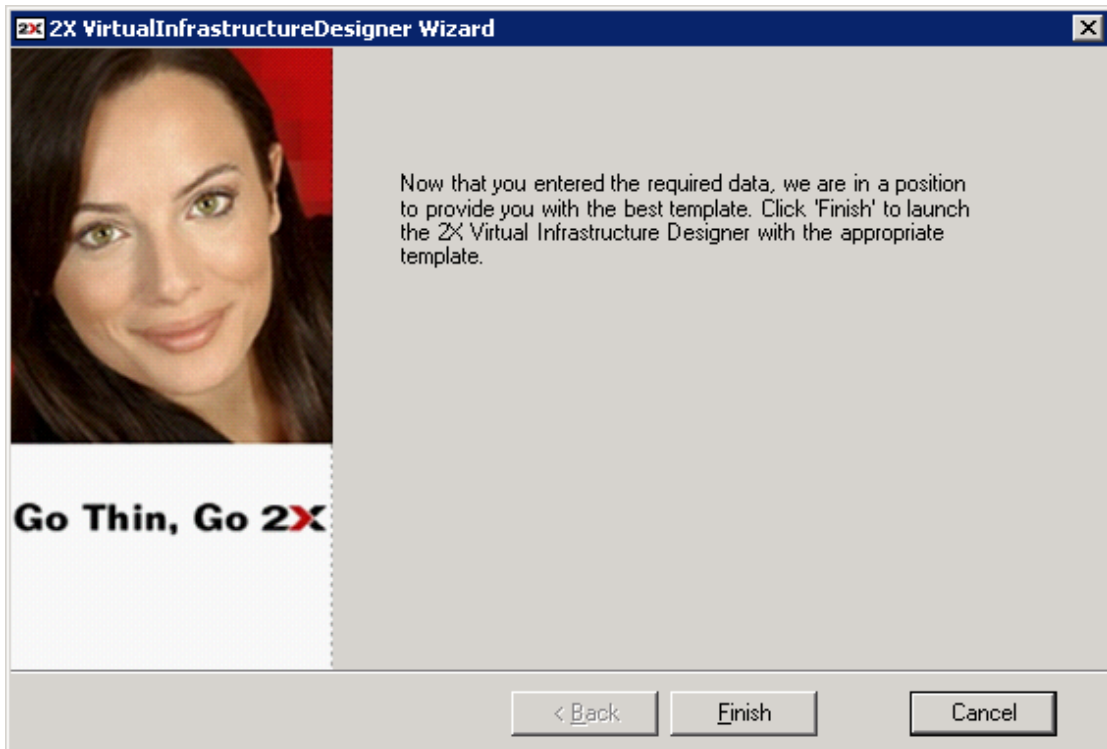 2X 2X VirtualInfrastructureDesigner Wizard
Now that you entered the required data, we are in a position
to provide you with the best template. Click 'Finish' to launch
the 2X Virtual Infrastructure Designer with the appropriate
template.
Go Thin, Go 2X
< Back
Finish
Cancel